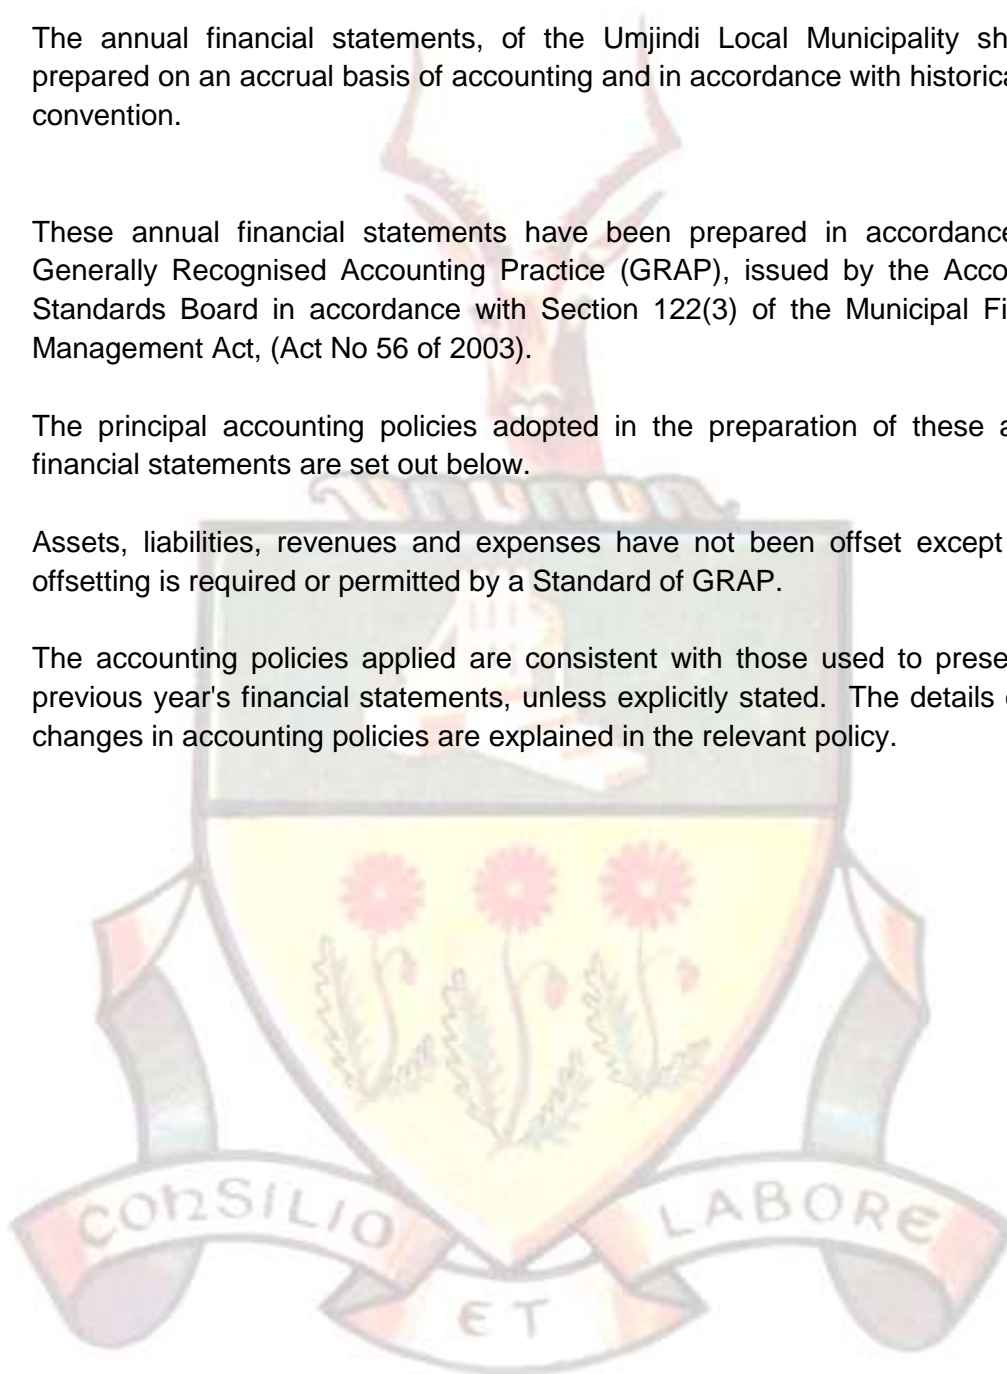 The annual financial statements, of the Umjindi Local Municipality
prepared on an accrual basis of accounting and in accordance with
convention.
These annual financial statements have been prepared in accordance
Generally Recognised Accounting Practice (GRAP), issued by the
Standards Board in accordance with Section 122(3) of the Municipal
Management Act, (Act No 56 of 2003).
The principal accounting policies adopted in the preparation of these
financial statements are set out below.
Assets, liabilities, revenues and expenses have not been offset except
offsetting is required or permitted by a Standard of GRAP.
The accounting policies applied are consistent with those used to
previous year's financial statements, unless explicitly stated.  The details
changes in accounting policies are explained in the relevant policy.
CONSILIO
LABORE
ET